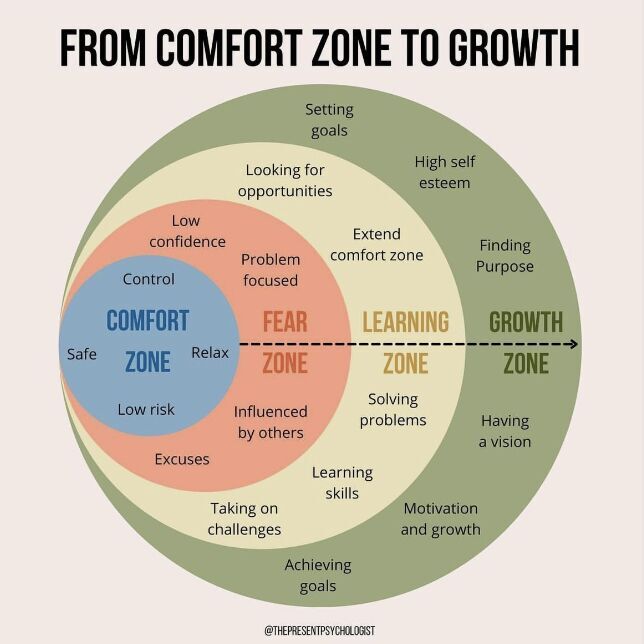 FROM COMFORT ZONE TO GROWTH
Setting
goals
High self
esteem
Looking for
opportunities
Low
confidence
Extend
comfort zone
Finding
Purpose
Problem
focused
Control
COMFORT
ZONE
Safe
Relax
Low risk
FEAR
ZONE
LEARNING
ZONE
GROWTH
ZONE
Influenced
by others
Solving
problems
Having
a vision
Excuses
Learning
skills
Taking on
challenges
Motivation
and growth
Achieving
goals
@THEPRESENTPSYCHOLOGIST